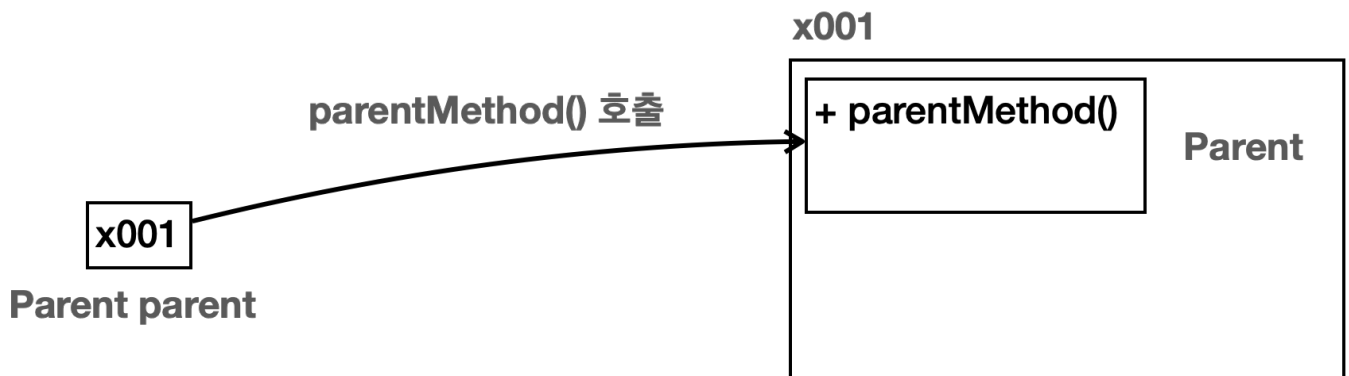 x001
parentMethod() 호출
+ parentMethod()
Parent
x001
Parent parent